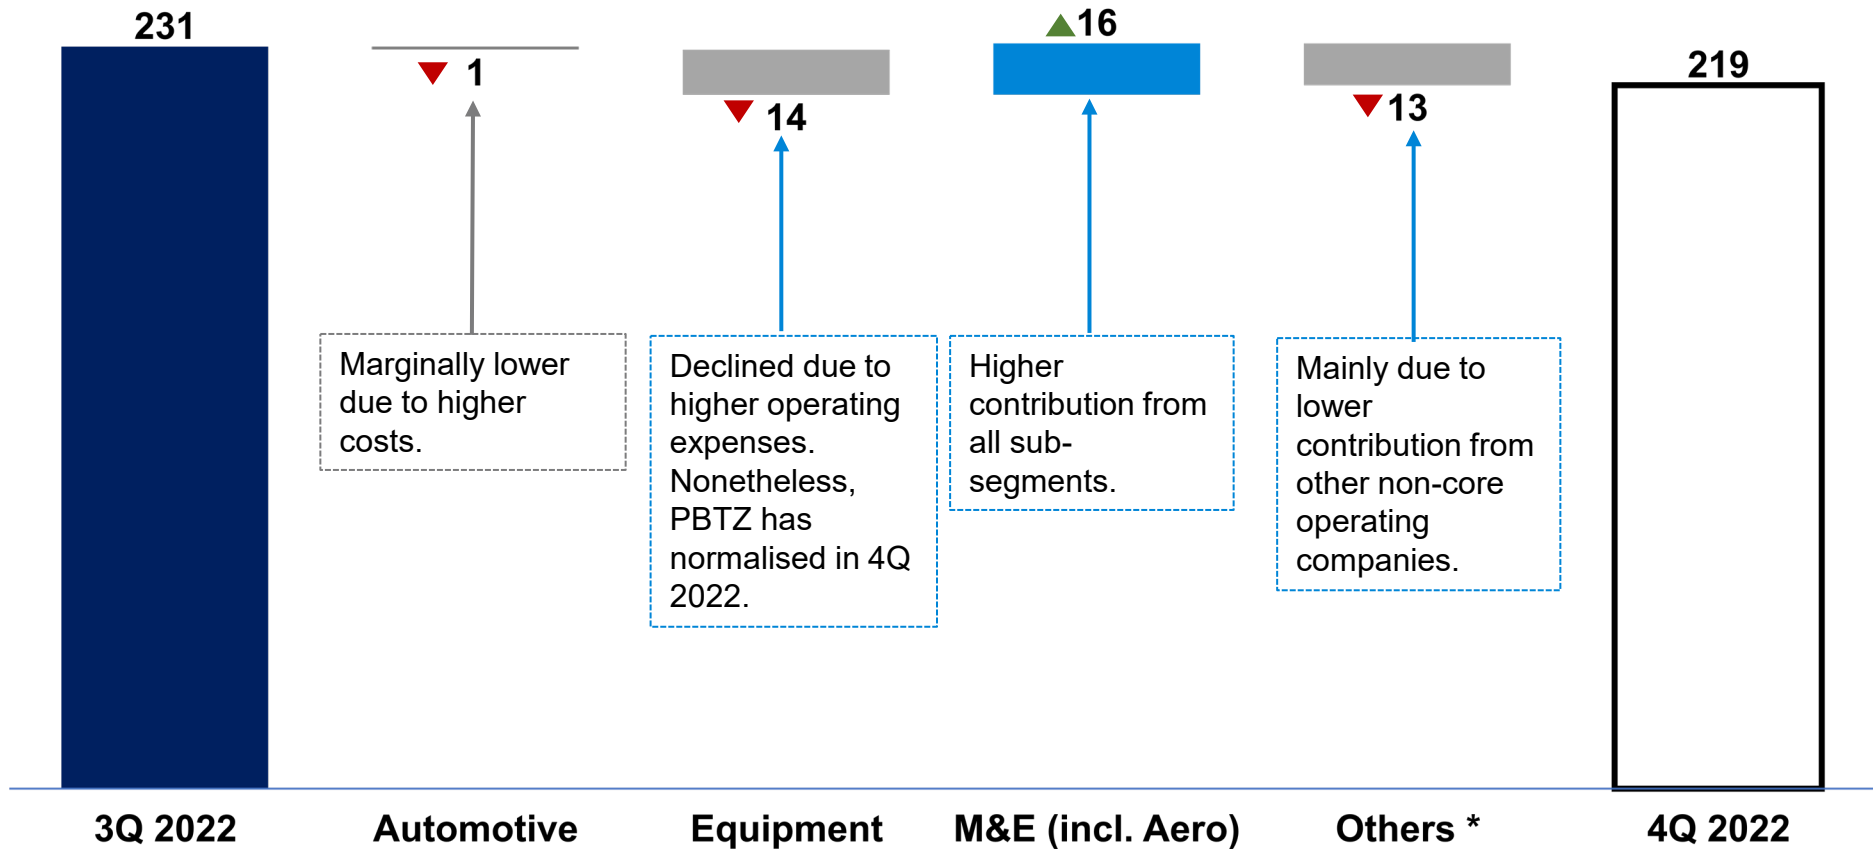 231
1
14
16
13
219
Marginally lower
due to higher
costs.
Declined due to
higher operating
expenses.
Nonetheless,
PBTZ has
normalised in 4Q
2022.
Higher
contribution from
all sub-
segments.
Mainly due to
lower
contribution from
other non-core
operating
companies.
3Q 2022
Automotive
Equipment
M&E (incl. Aero)
Others *
4Q 2022